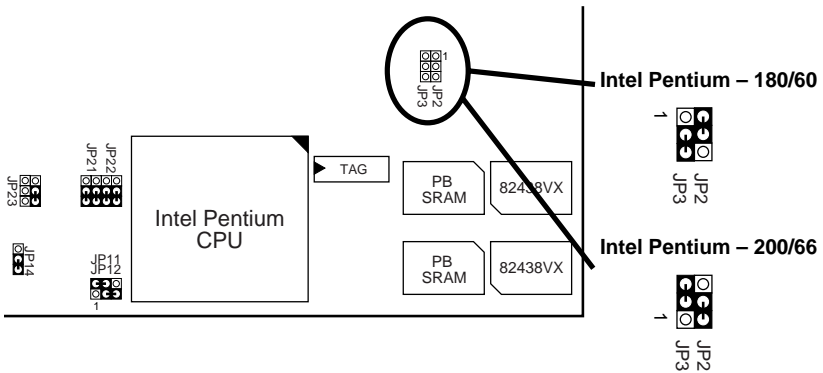 1
JP3
JP2
Intel Pentium – 180/60
1
JP3
JP2
JP23
JP21
JP22
TAG
PB
SRAM
82438VX
Intel Pentium
CPU
JP14
JP11
JP12
1
PB
SRAM
82438VX
Intel Pentium – 200/66
1
JP3
JP2